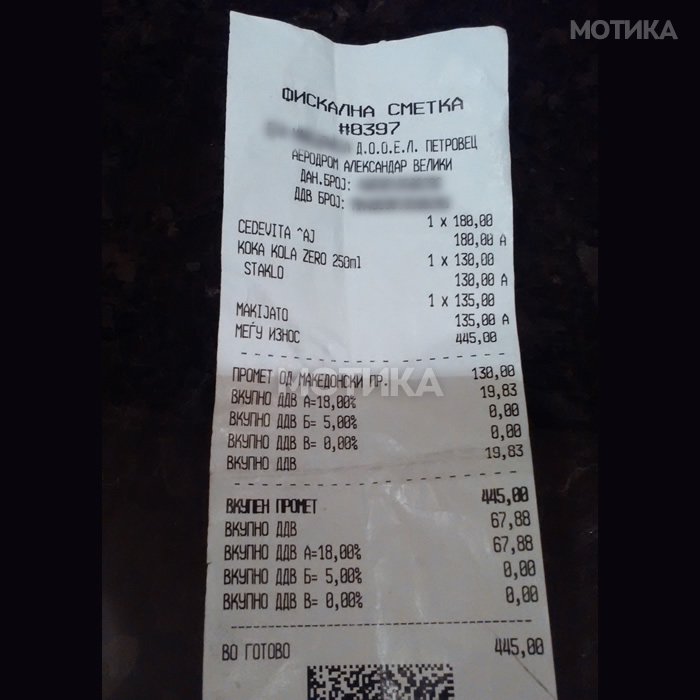 МОТИКА
ФИСКАЛНА СМЕТКА
#0397
Д.О.О.Е.Л. ПЕТРОВЕЦ
АЕРОДРОМ АЛЕКСАНДАР ВЕЛИКИ
ДАН.БРОЈ:
ДДВ БРОЈ:
1 x 180,00
CEDEVITA ^AJ 180,00 А
KOKA KOLA ZERO 250ml 1 x 130,00
STAKLO 130,00 А
1 x 135,00
МАКИЈАТО 135,00 А
МЕЃУ ИЗНОС 445,00
ПРОМЕТ ОД МАКЕДОНСКИ ПР. 130,00
МОТИКА
ВКУПНО ДДВ А=18,00% 19,83
ВКУПНО ДДВ Б= 5,00% 0,00
ВКУПНО ДДВ В= 0,00% 0,00
ВКУПНО ДДВ 19,83
ВКУПЕН ПРОМЕТ 445,00
ВКУПНО ДДВ 67,88
ВКУПНО ДДВ А=18,00% 67,88
ВКУПНО ДДВ Б= 5,00% 0,00
ВКУПНО ДДВ В= 0,00% 0,00
ВО ГОТОВО 445,00